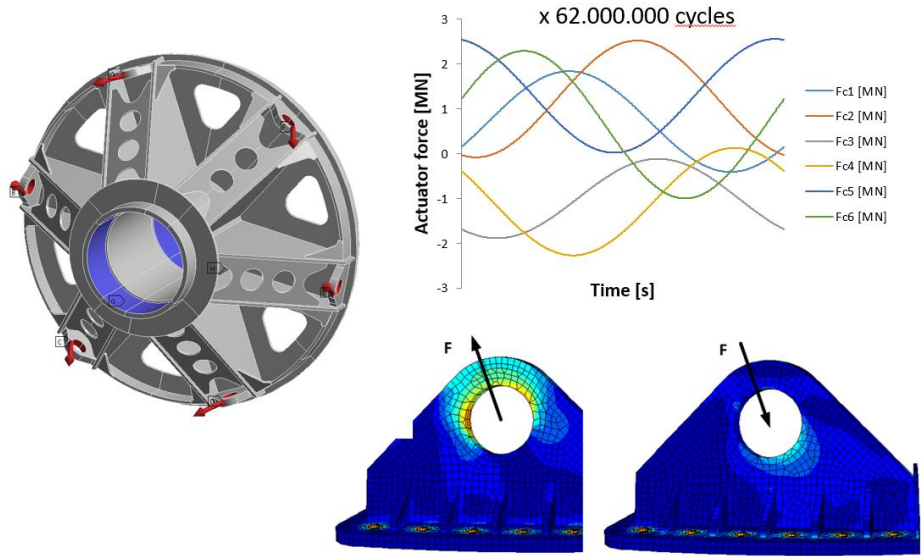 x 62.000.000 cycles
Actuator force [MN]
3
2
1
0
-1
-2
-3
Time [s]
Fc1 [MN]
Fc2 [MN]
Fc3 [MN]
Fc4 [MN]
Fc5 [MN]
Fc6 [MN]
H
G
C
F
F